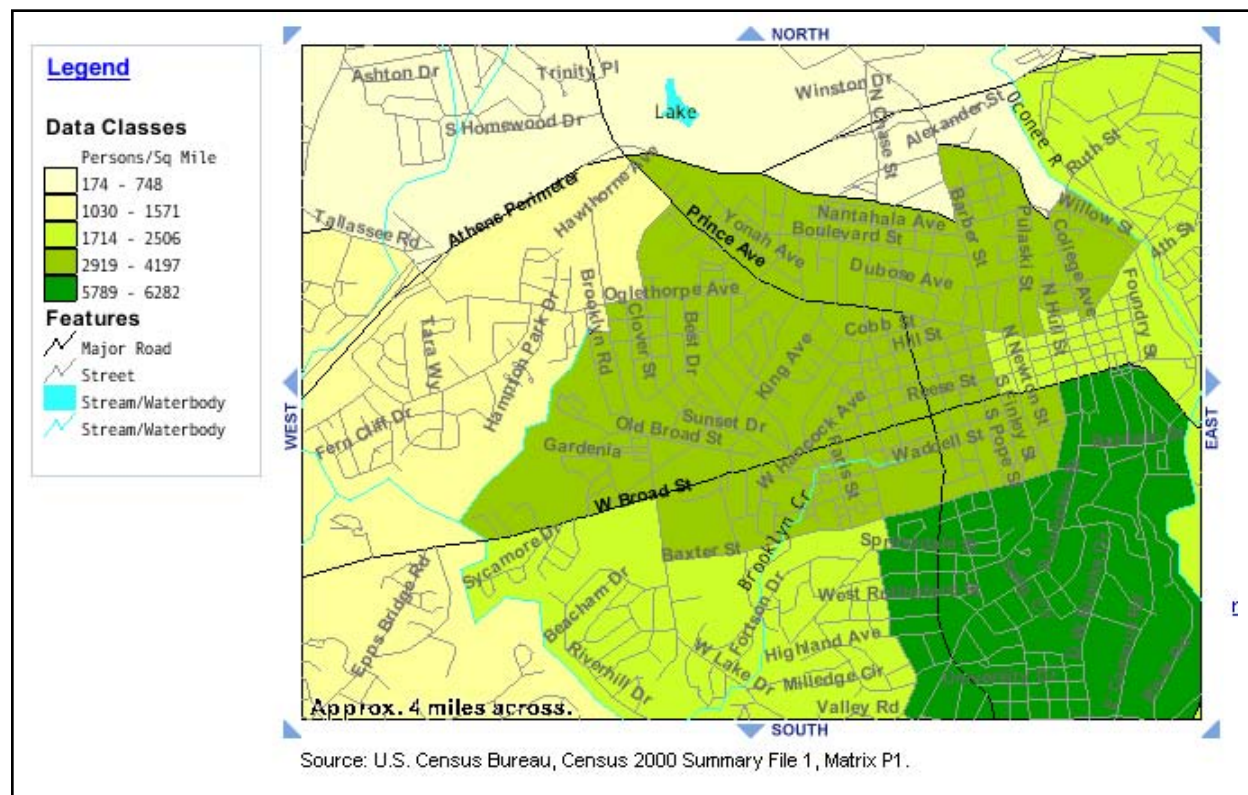 Legend
Data Classes
Persons/Sq Mile
174 - 748
1030 - 1571
1714 - 2506
2919 - 4197
5789 - 6282
Features
Major Road
Street
Stream/Waterbody
Stream/Waterbody
NORTH
WEST
EAST
SOUTH
Ashton Dr
Trinity Pl
S Homewood Dr
Lake
Winston Dr
N Chase St
Alexander St
Oconee R
Ruth St
Tallassee Rd
Athens Perimeter
Hawthorne Ave
Prince Ave
Yonah Ave
Nantahala Ave
Boulevard St
Barber St
Pulaski St
College Ave
Willow St
4th St
Dubose Ave
Oglethorpe Ave
Brooklyn Rd
Clover St
Best Dr
Cobb St
Hill St
N Hull St
Foundry St
Tara Wy
Hampton Park Dr
King Ave
Reese St
N Newton St
S Finley St
S Pope S
Fern Cliff Dr
Gardenia
Old Broad St
Sunset Dr
W Hancock Ave
Paris St
Waddell St
W Broad St
Brooklyn Cr
Baxter St
Sycamore Dr
Epps Bridge Rd
Beacham Dr
Riverhill Dr
Fortson Dr
W Lake Dr
West R
Highland Ave
Milledge Cir
Valley Rd
Approx. 4 miles across.
Source: U.S. Census Bureau, Census 2000 Summary File 1, Matrix P1.